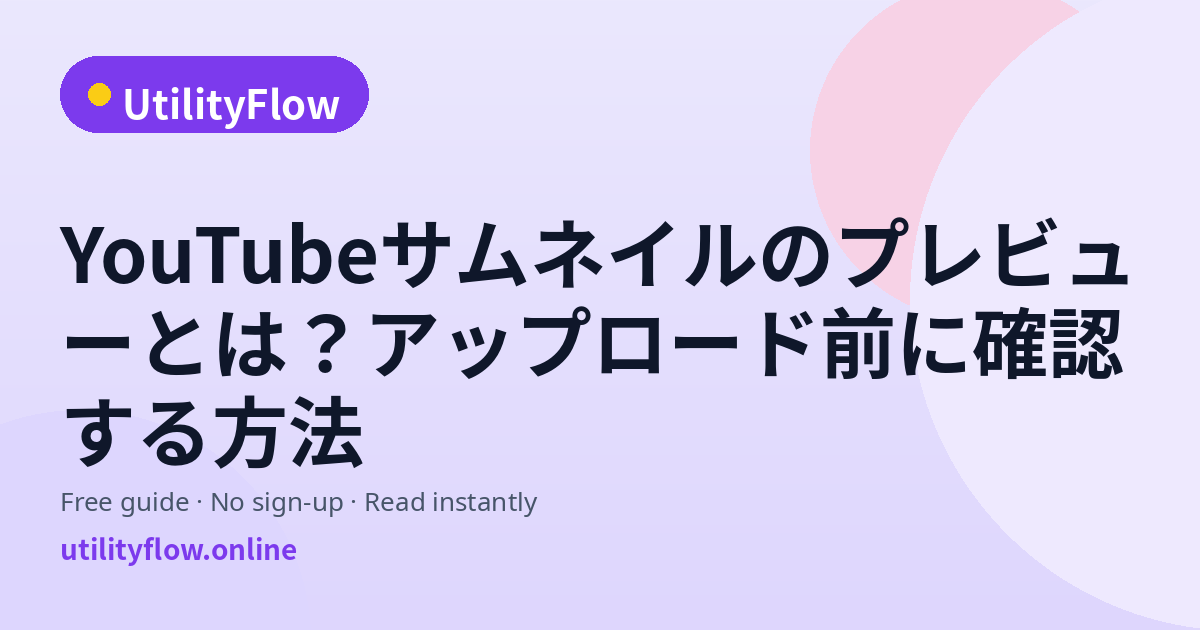 UtilityFlow
YouTubeサムネイルのプレビュ
ーとは？アップロード前に確認
する方法
Free guide · No sign-up · Read instantly
utilityflow.online